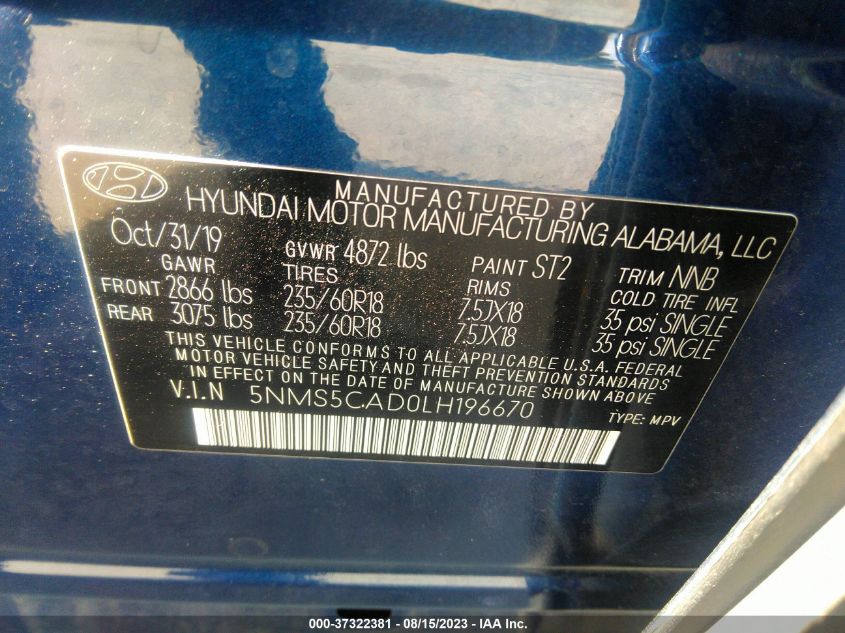 MANUFACTURED BY
HYUNDAI MOTOR MANUFACTURING ALABAMA, LLC
Oct/31/19 GVWR 4872 lbs PAINT ST2 TRIM NNB
GAWR TIRES RIMS COLD TIRE INFL
FRONT 2866 lbs 235/60R18 7.5JX18 35 psi SINGLE
REAR 3075 lbs 235/60R18 7.5JX18 35 psi SINGLE
THIS VEHICLE CONFORMS TO ALL APPLICABLE U.S.A. FEDERAL
MOTOR VEHICLE SAFETY AND THEFT PREVENTION STANDARDS
IN EFFECT ON THE DATE OF MANUFACTURE SHOWN ABOVE
V.I.N 5NMS5CAD0LH196670 TYPE: MPV
000-37322381 - 08/15/2023 - IAA Inc.